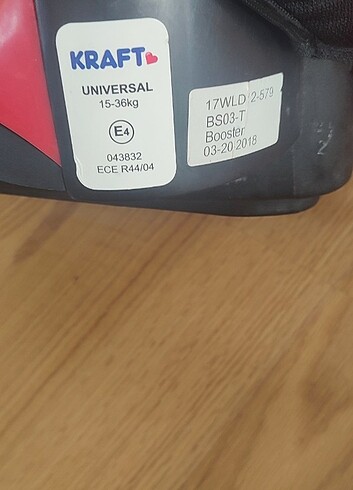 KRAFT
UNIVERSAL
15-36kg
E4
043832
ECE R44/04
17WLD 2-579
BS03-T
Booster
03-20 2018